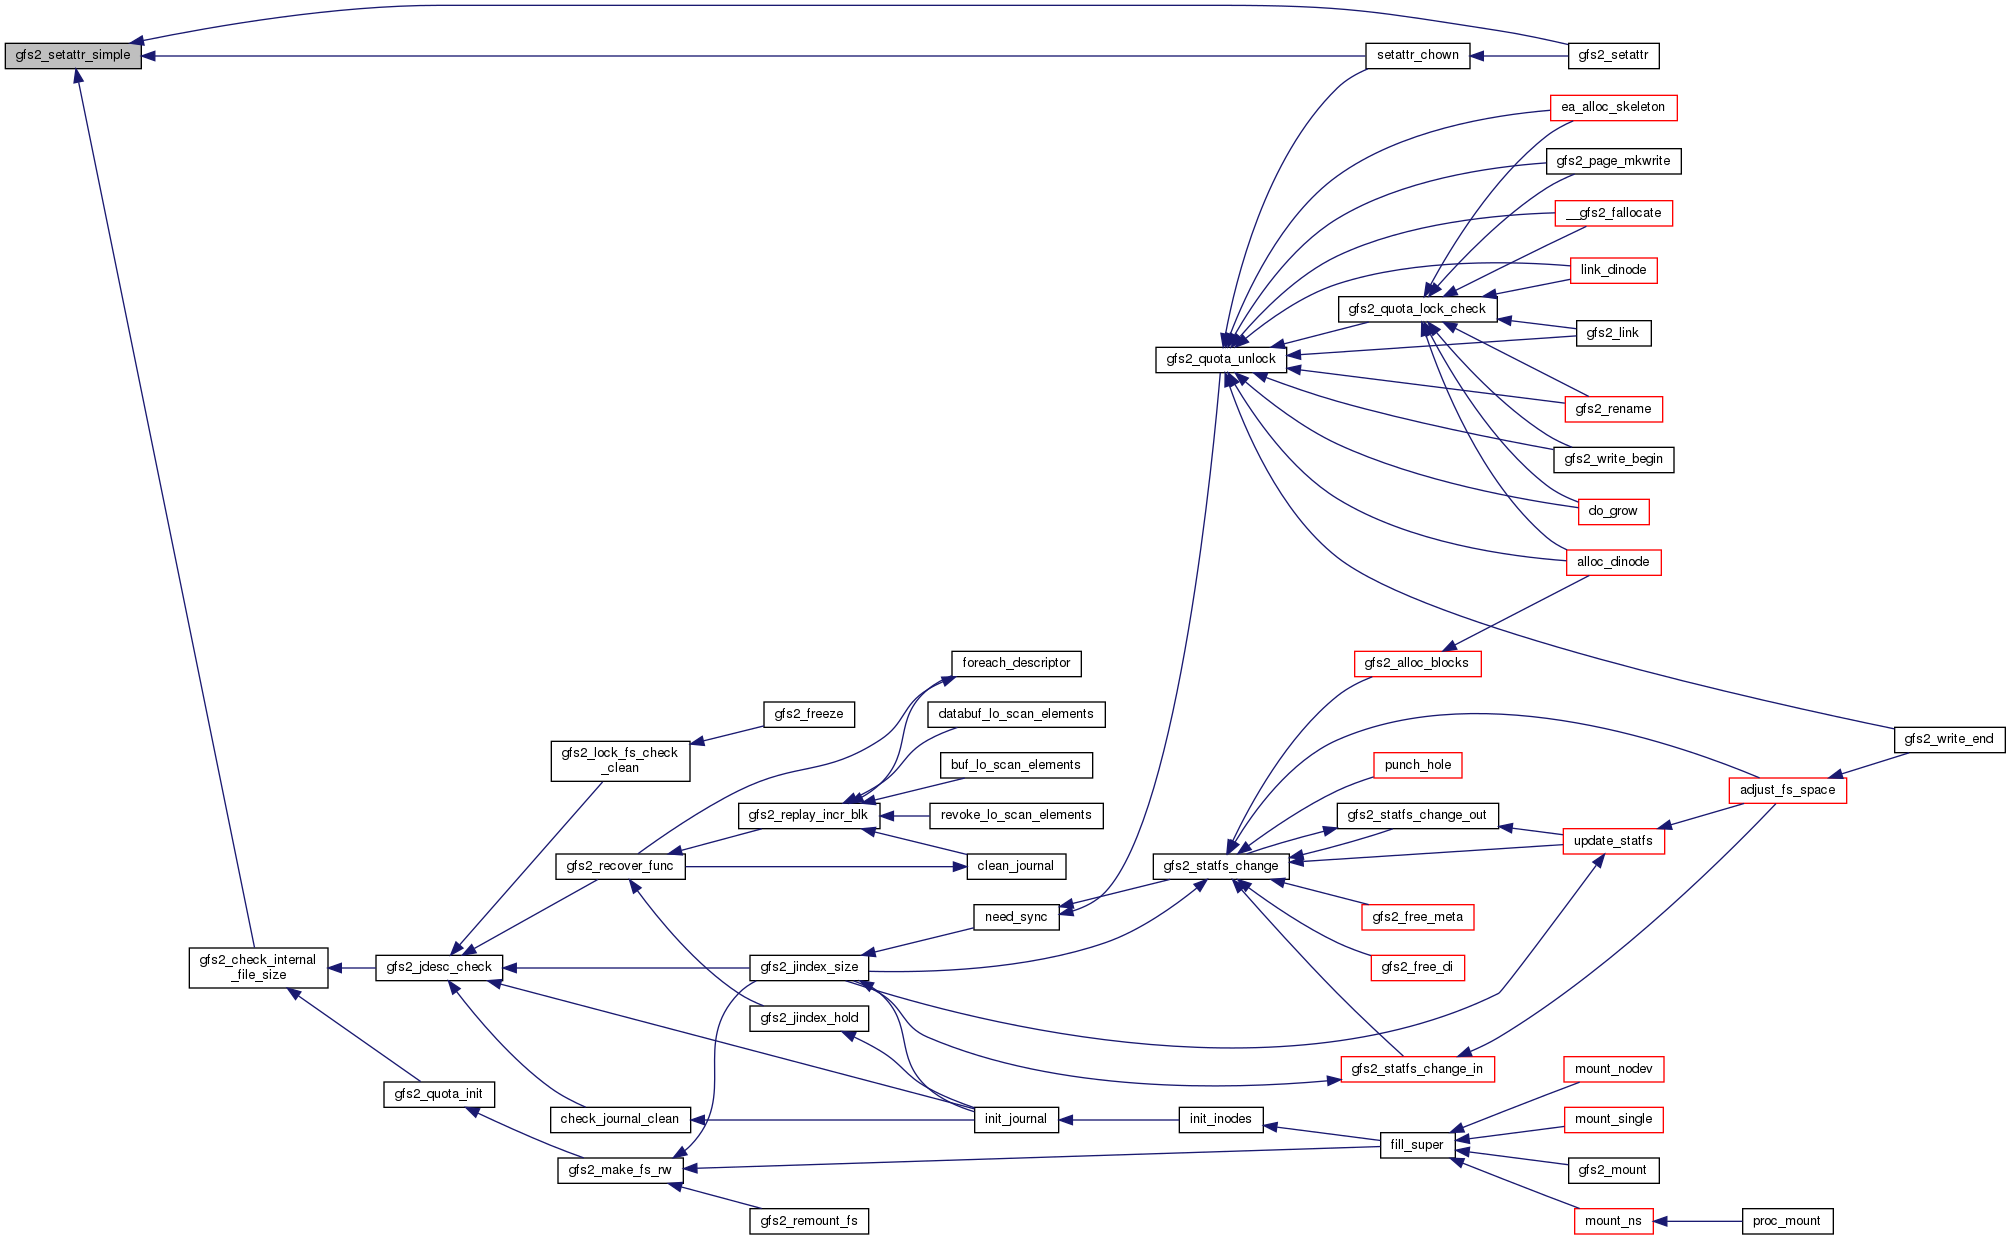 gfs2_setattr_simple
setattr_chown
gfs2_setattr
ea_alloc_skeleton
gfs2_page_mkwrite
__gfs2_fallocate
link_dinode
gfs2_quota_lock_check
gfs2_link
gfs2_quota_unlock
gfs2_rename
gfs2_write_begin
do_grow
alloc_dinode
foreach_descriptor
gfs2_alloc_blocks
gfs2_freeze
databuf_lo_scan_elements
gfs2_write_end
gfs2_lock_fs_check
_clean
buf_lo_scan_elements
punch_hole
adjust_fs_space
gfs2_replay_incr_blk
revoke_lo_scan_elements
gfs2_statfs_change_out
update_statfs
gfs2_recover_func
clean_journal
gfs2_statfs_change
need_sync
gfs2_free_meta
gfs2_check_internal
_file_size
gfs2_jdesc_check
gfs2_jindex_size
gfs2_free_di
gfs2_jindex_hold
gfs2_statfs_change_in
mount_nodev
gfs2_quota_init
check_journal_clean
init_journal
init_inodes
mount_single
fill_super
gfs2_make_fs_rw
gfs2_mount
gfs2_remount_fs
mount_ns
proc_mount